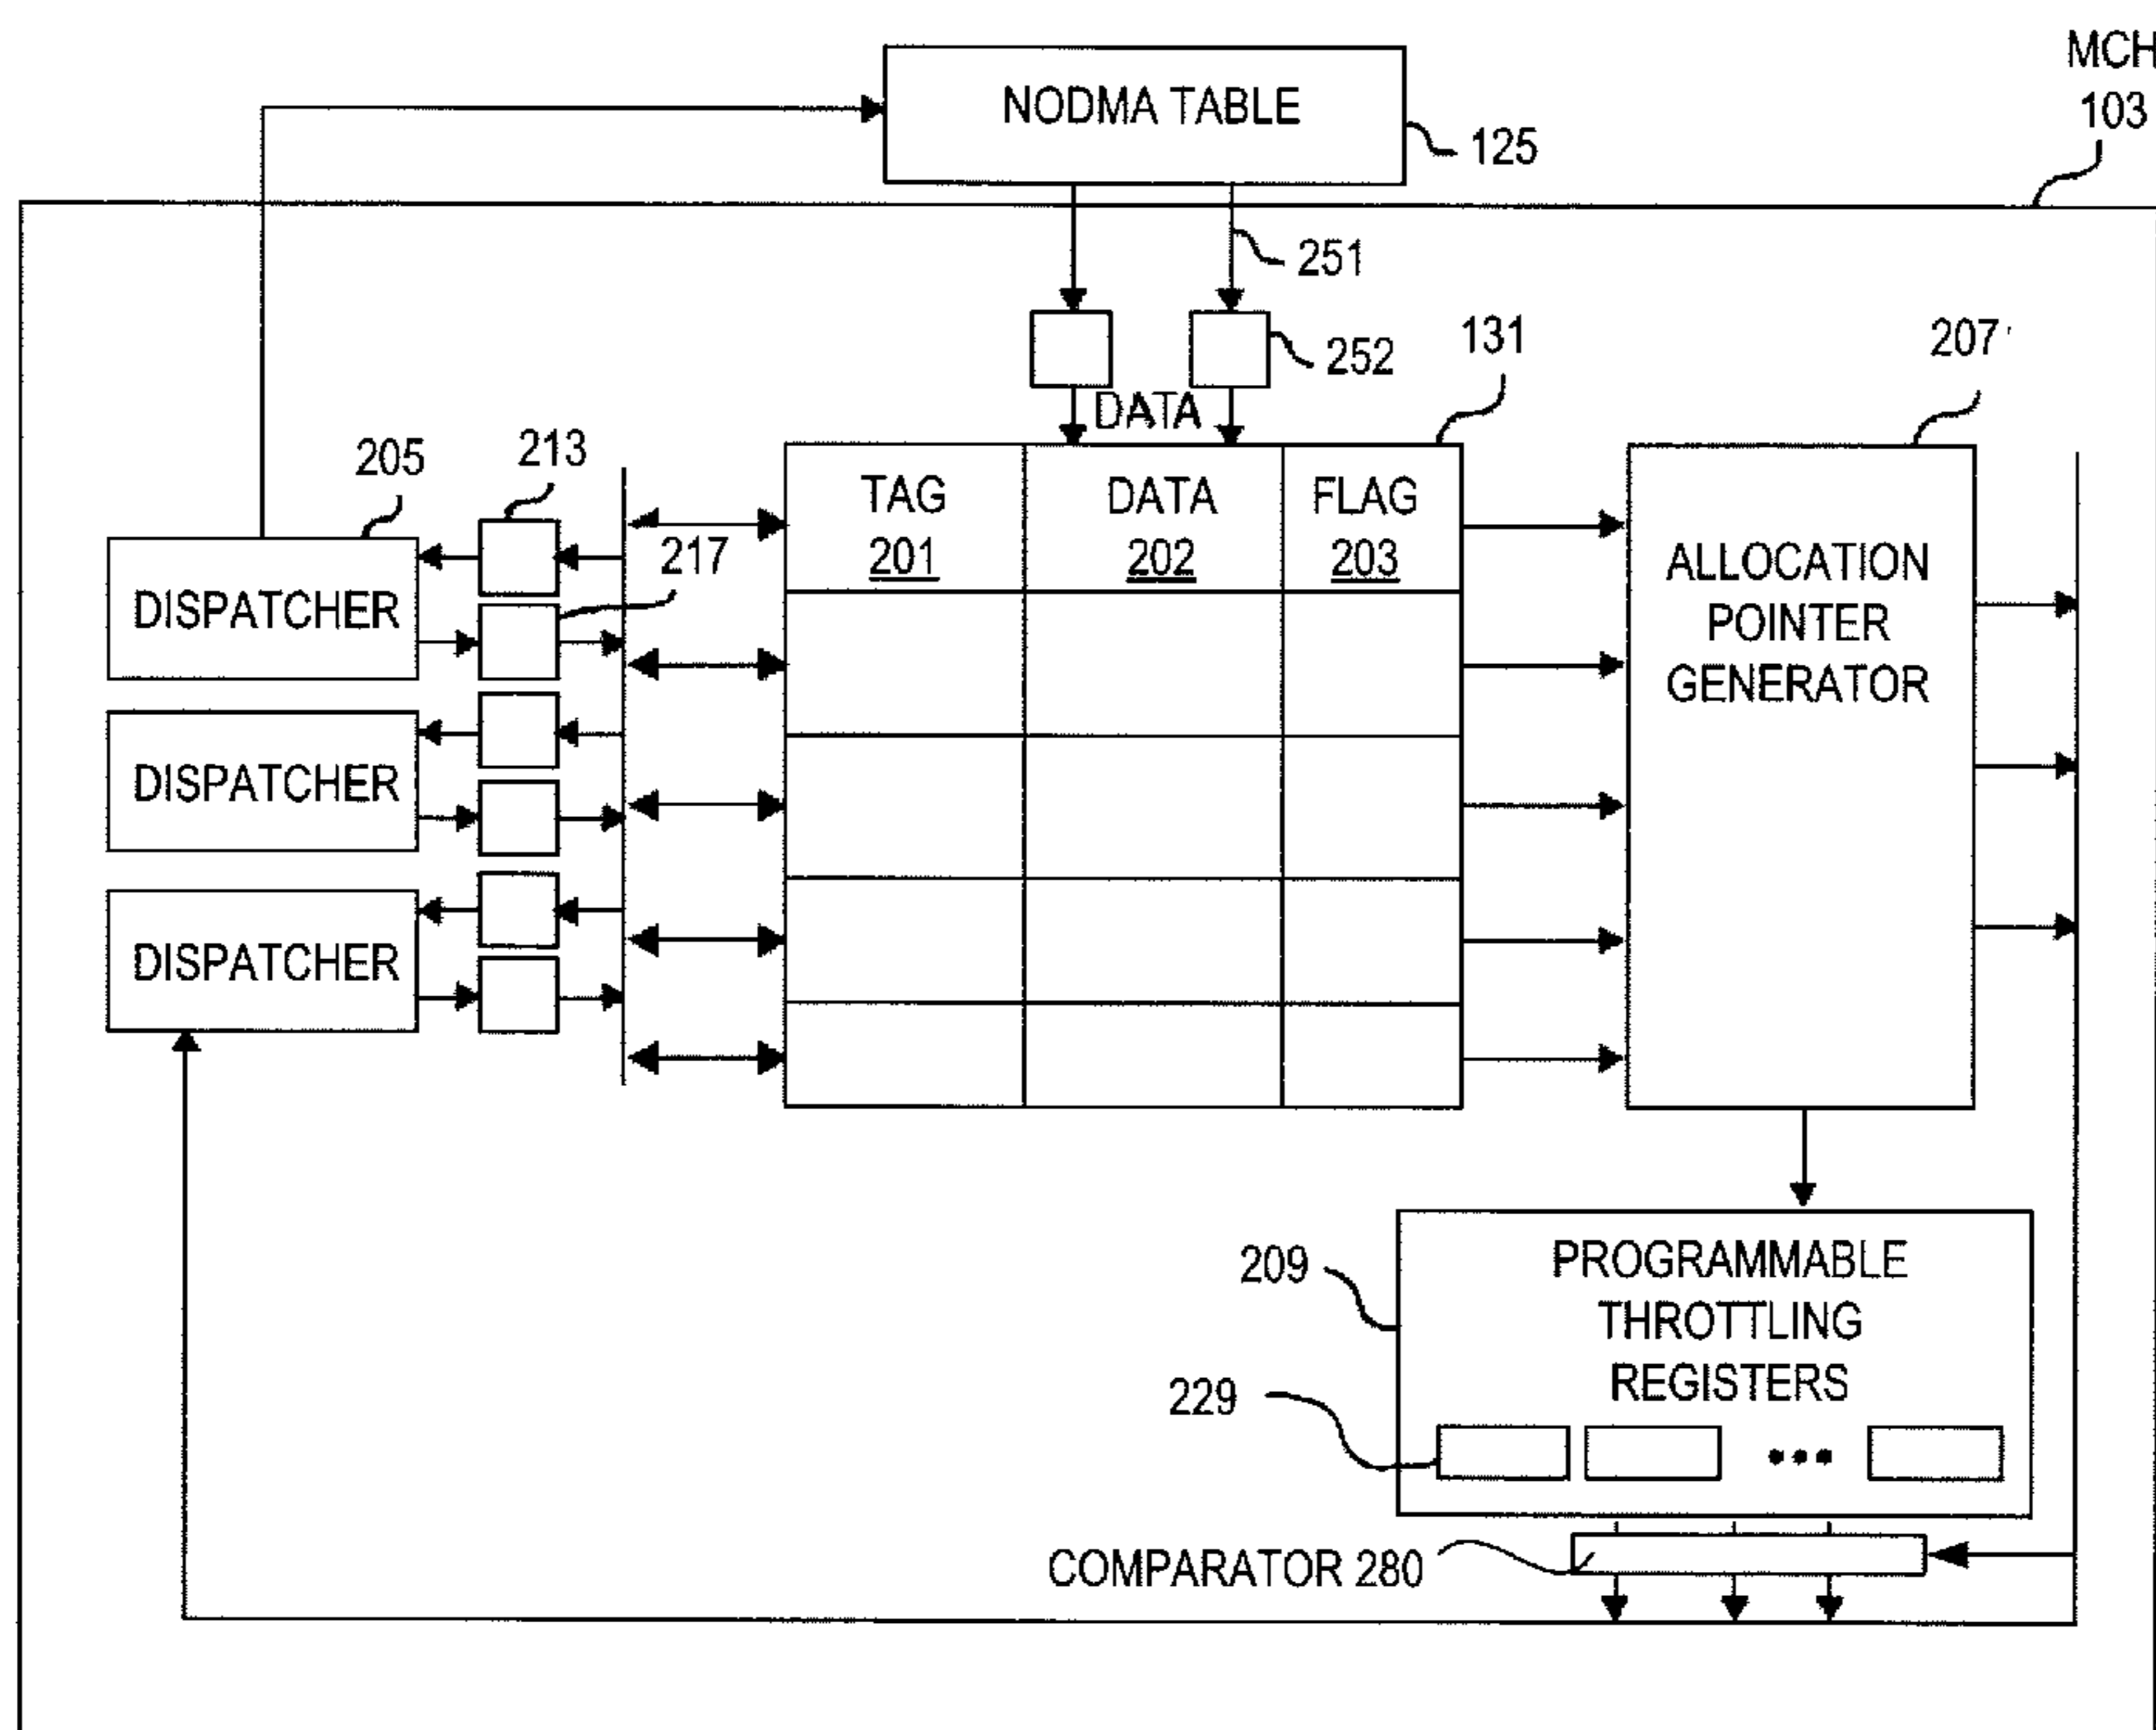 MCH
103
NODMA TABLE
125
251
252
131
207
DATA
205
213
217
TAG
201
DATA
202
FLAG
203
DISPATCHER
DISPATCHER
DISPATCHER
ALLOCATION
POINTER
GENERATOR
209
PROGRAMMABLE
THROTTLING
REGISTERS
229
COMPARATOR 280